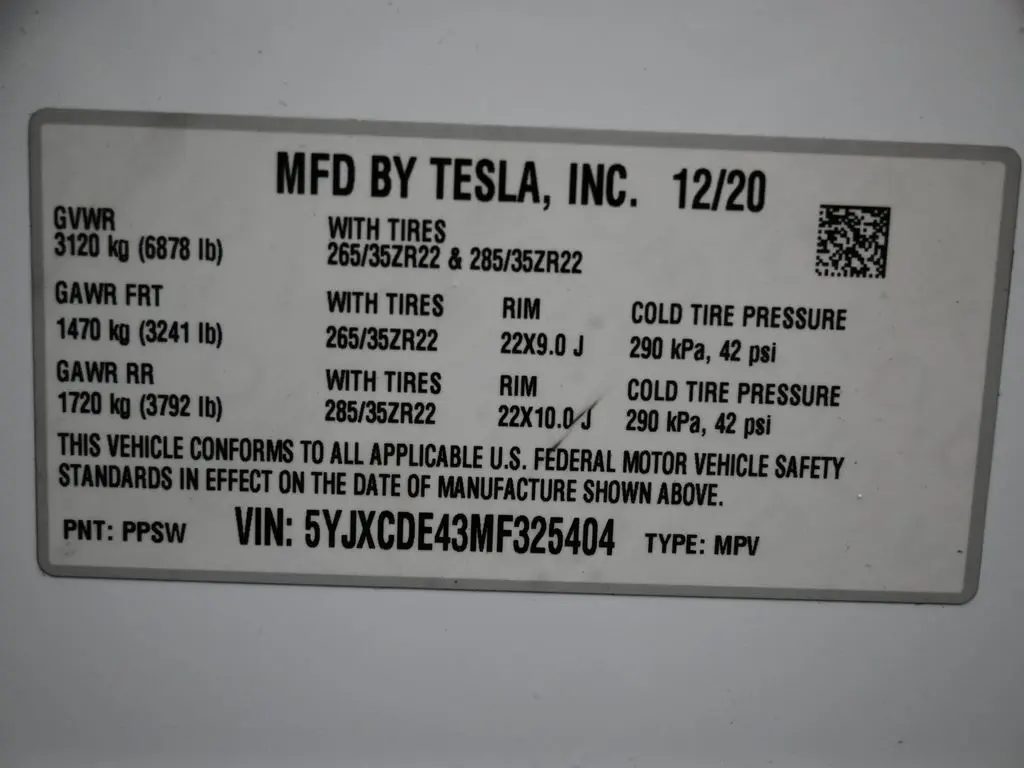 MFD BY TESLA, INC. 12/20
GVWR
3120 kg (6878 lb)
WITH TIRES
265/35ZR22 & 285/35ZR22
GAWR FRT WITH TIRES RIM COLD TIRE PRESSURE
1470 kg (3241 lb) 265/35ZR22 22X9.0 J 290 kPa, 42 psi
GAWR RR WITH TIRES RIM COLD TIRE PRESSURE
1720 kg (3792 lb) 285/35ZR22 22X10.0 J 290 kPa, 42 psi
THIS VEHICLE CONFORMS TO ALL APPLICABLE U.S. FEDERAL MOTOR VEHICLE SAFETY
STANDARDS IN EFFECT ON THE DATE OF MANUFACTURE SHOWN ABOVE.
PNT: PPSW VIN: 5YJXCDE43MF325404 TYPE: MPV